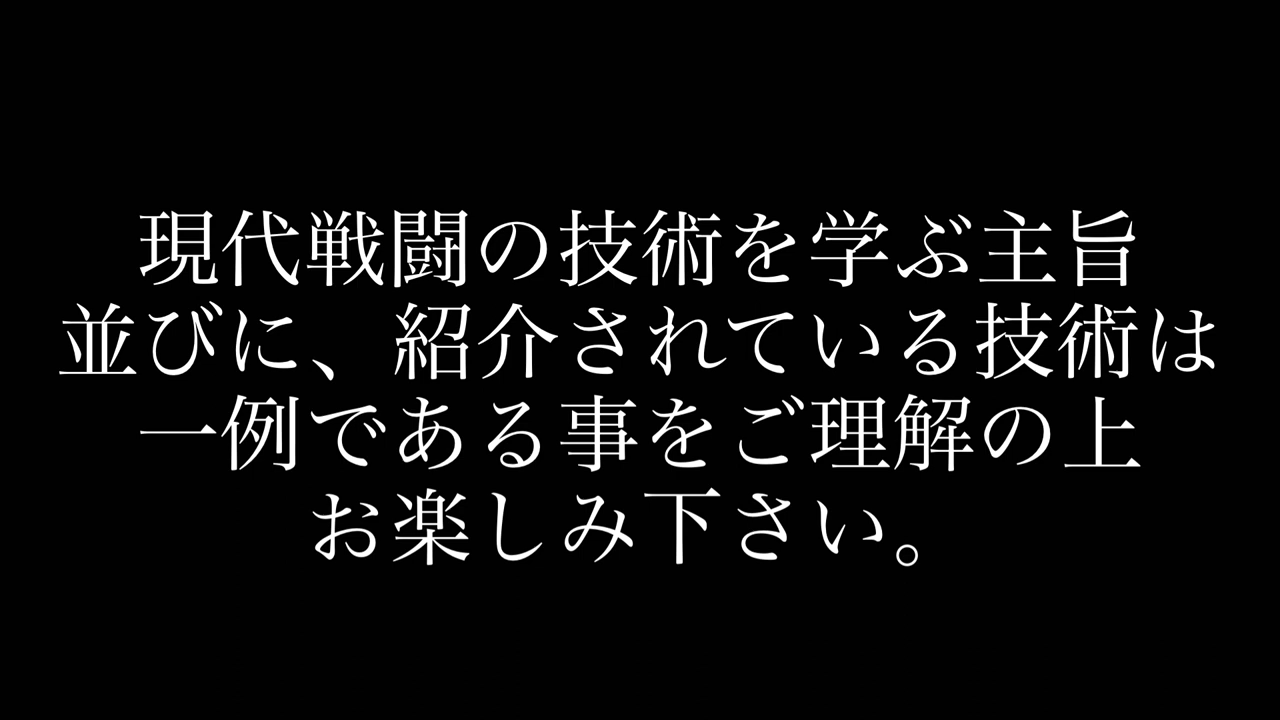 現代戦闘の技術を学ぶ主旨
並びに、紹介されている技術は
一例である事をご理解の上
お楽しみ下さい。